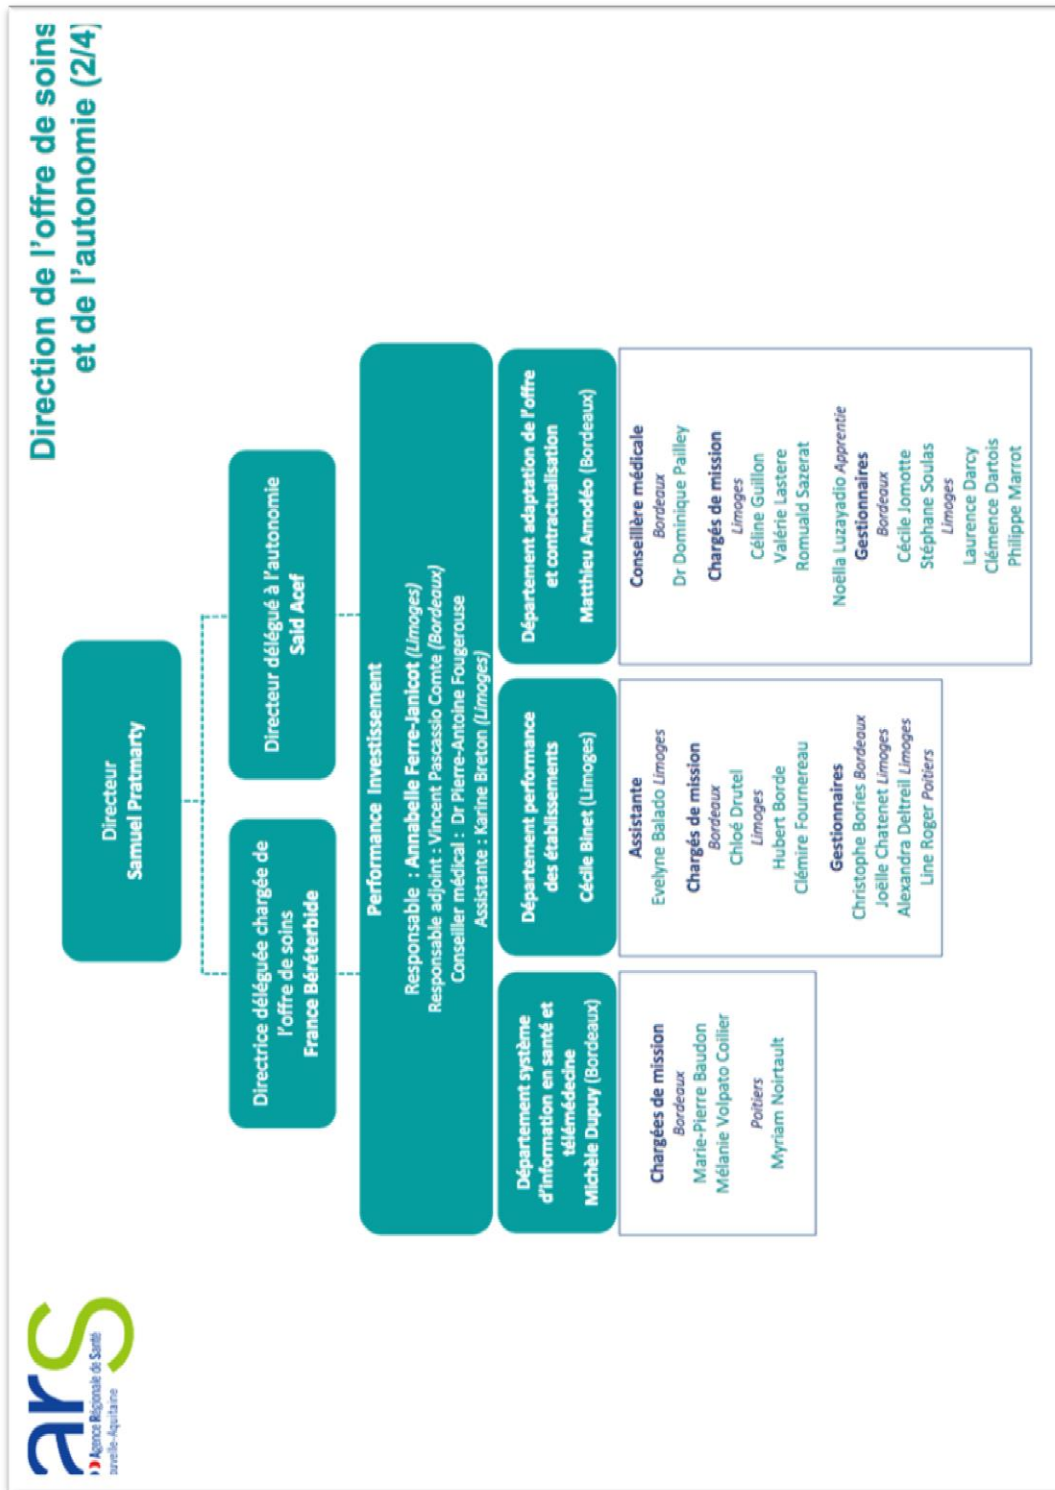 ars
Agence Régionale de Santé
ouvelle-Aquitaine
Direction de l'offre de soins
et de l'autonomie (2/4)
Directeur
Samuel Pratmarty
Directrice déléguée chargée de
l'offre de soins
France Béréterbide
Directeur délégué à l'autonomie
Said Acef
Performance Investissement
Responsable : Annabelle Ferre-Janicot (Limoges)
Responsable adjoint : Vincent Pascassio Comte (Bordeaux)
Conseiller médical : Dr Pierre-Antoine Fougerouse
Assistante : Karine Breton (Limoges)
Département système
d'information en santé et
télémédecine
Michèle Dupuy (Bordeaux)
Chargées de mission
Bordeaux
Marie-Pierre Baudon
Mélanie Volpato Coilier
Poitiers
Myriam Noirtault
Département performance
des établissements
Cécile Binet (Limoges)
Assistante
Evelyne Balado Limoges
Chargés de mission
Bordeaux
Chloé Drutel
Limoges
Hubert Borde
Clémire Fournereau
Gestionnaires
Christophe Bories Bordeaux
Joëlle Chatenet Limoges
Alexandra Deltreil Limoges
Line Roger Poitiers
Département adaptation de l'offre
et contractualisation
Matthieu Amodéo (Bordeaux)
Conseillère médicale
Bordeaux
Dr Dominique Pailley
Chargés de mission
Limoges
Céline Guillon
Valérie Lastere
Romuald Sazerat
Noëlla Luzayadio Apprentie
Gestionnaires
Bordeaux
Cécile Jomotte
Stéphane Soulas
Limoges
Laurence Darcy
Clémence Dartois
Philippe Marrot